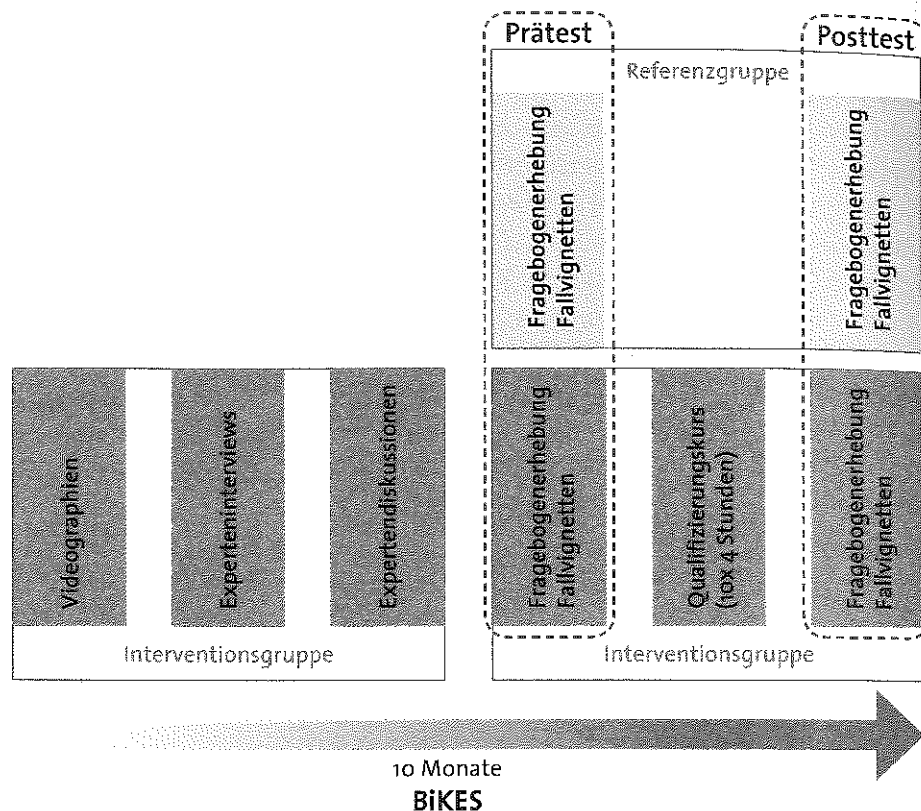 Prätest
Posttest
Referenzgruppe
Fragebogenerhebung
Fallvignetten
Fragebogenerhebung
Fallvignetten
Videographien
Experteninterviews
Expertendiskussionen
Fragebogenerhebung
Fallvignetten
Qualifizierungskurs
(10x 4 Stunden)
Fragebogenerhebung
Fallvignetten
Interventionsgruppe
Interventionsgruppe
10 Monate
BiKES